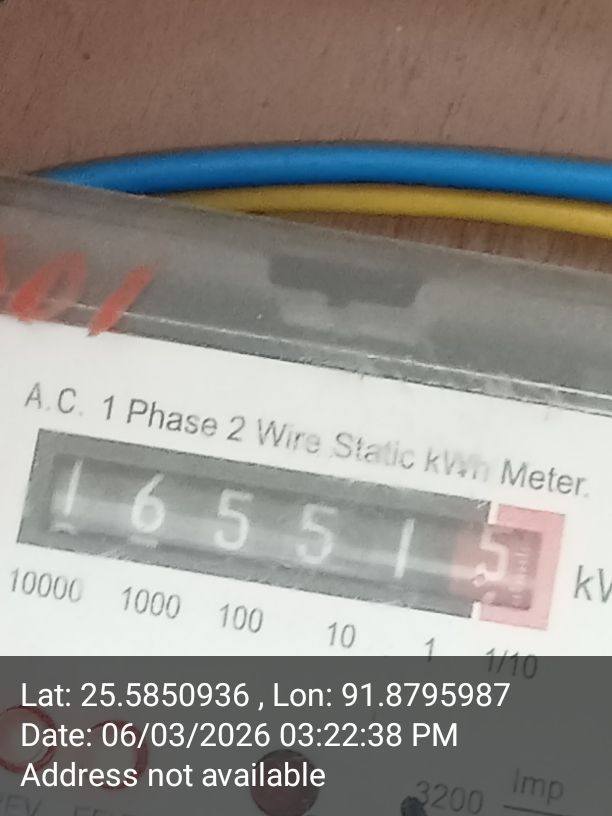 A.C. 1 Phase 2 Wire Static kWh Meter.
1 6 5 5 1 5
10000 1000 100 10 1 1/10
Lat: 25.5850936 , Lon: 91.8795987
Date: 06/03/2026 03:22:38 PM
Address not available
3200 Imp